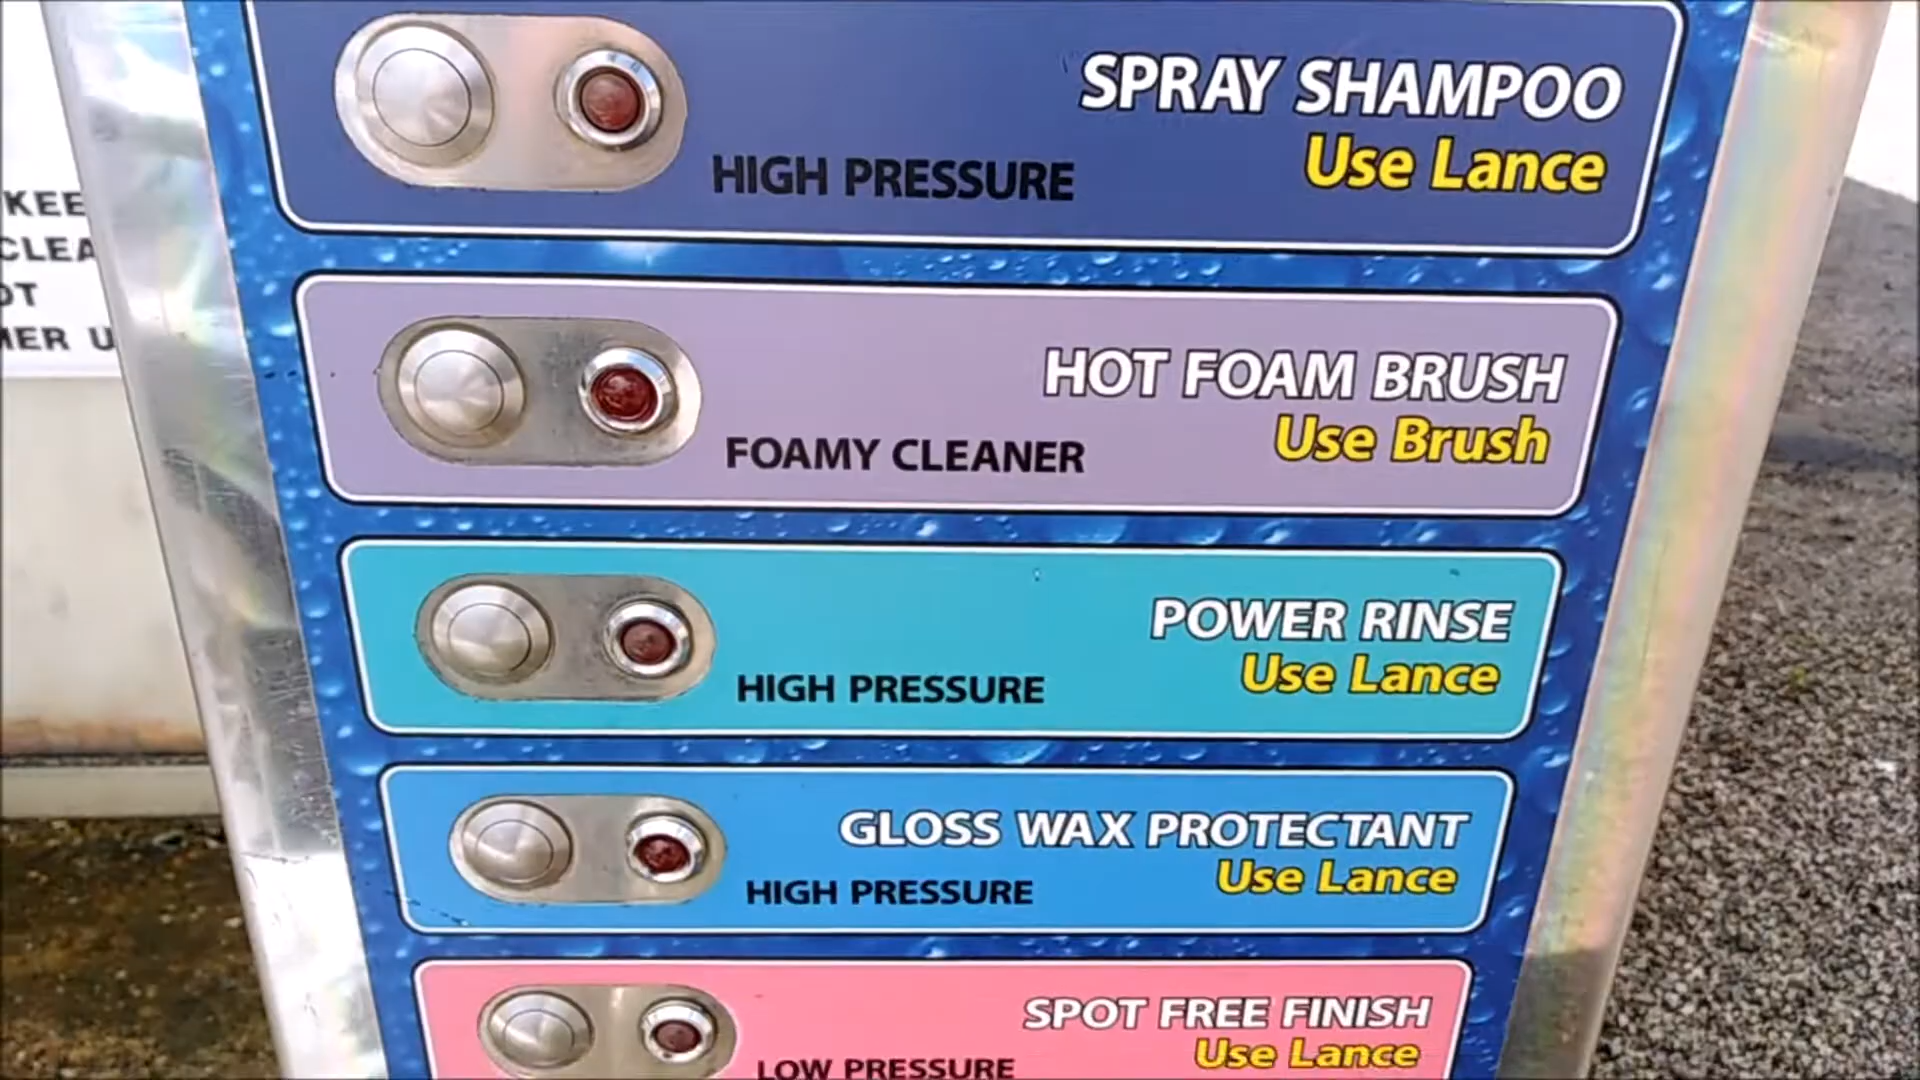 SPRAY SHAMPOO
Use Lance
HIGH PRESSURE
HOT FOAM BRUSH
Use Brush
FOAMY CLEANER
POWER RINSE
Use Lance
HIGH PRESSURE
GLOSS WAX PROTECTANT
Use Lance
HIGH PRESSURE
SPOT FREE FINISH
Use Lance
LOW PRESSURE